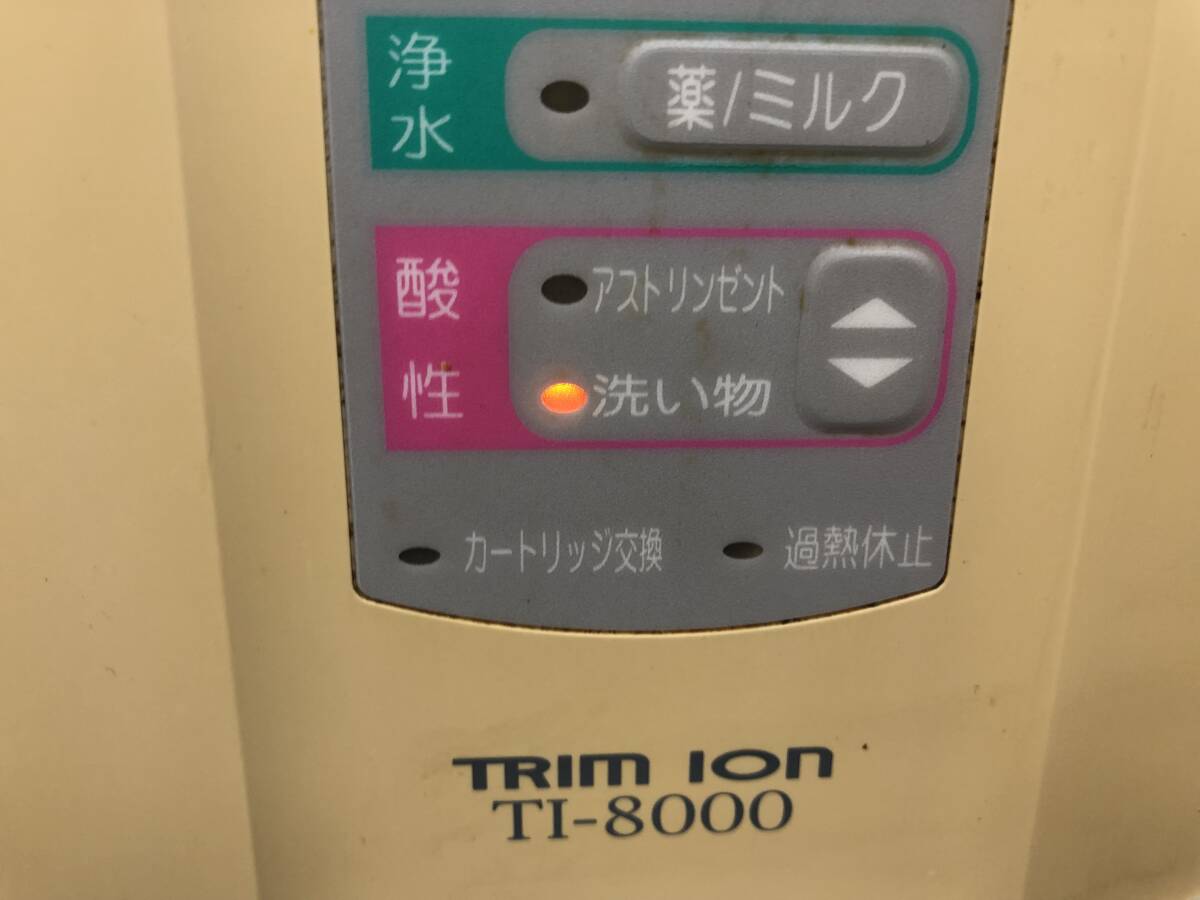 浄水
薬/ミルク
酸性
アストリンゼント
洗い物
カートリッジ交換
過熱休止
TRIM ION
TI-8000